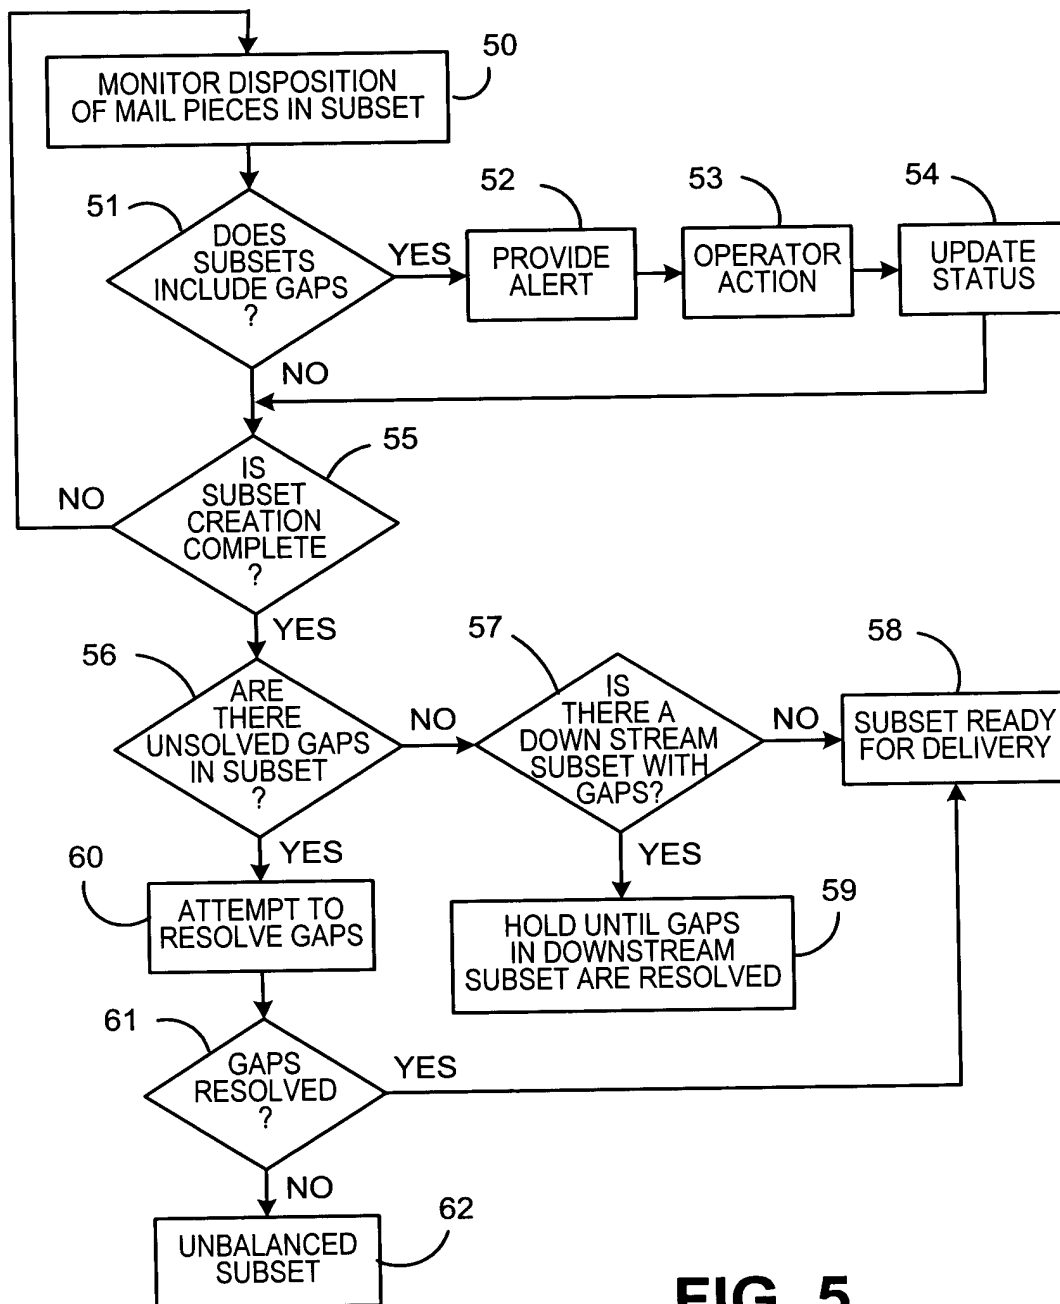 50
MONITOR DISPOSITION
OF MAIL PIECES IN SUBSET
51
DOES
SUBSETS
INCLUDE GAPS
?
YES
52
PROVIDE
ALERT
53
OPERATOR
ACTION
54
UPDATE
STATUS
NO
55
IS
SUBSET
CREATION
COMPLETE
?
NO
YES
56
ARE
THERE
UNSOLVED GAPS
IN SUBSET
?
NO
57
IS
THERE A
DOWN STREAM
SUBSET WITH
GAPS?
NO
58
SUBSET READY
FOR DELIVERY
YES
YES
59
HOLD UNTIL GAPS
IN DOWNSTREAM
SUBSET ARE RESOLVED
60
ATTEMPT TO
RESOLVE GAPS
61
GAPS
RESOLVED
?
YES
NO
62
UNBALANCED
SUBSET
FIG. 5